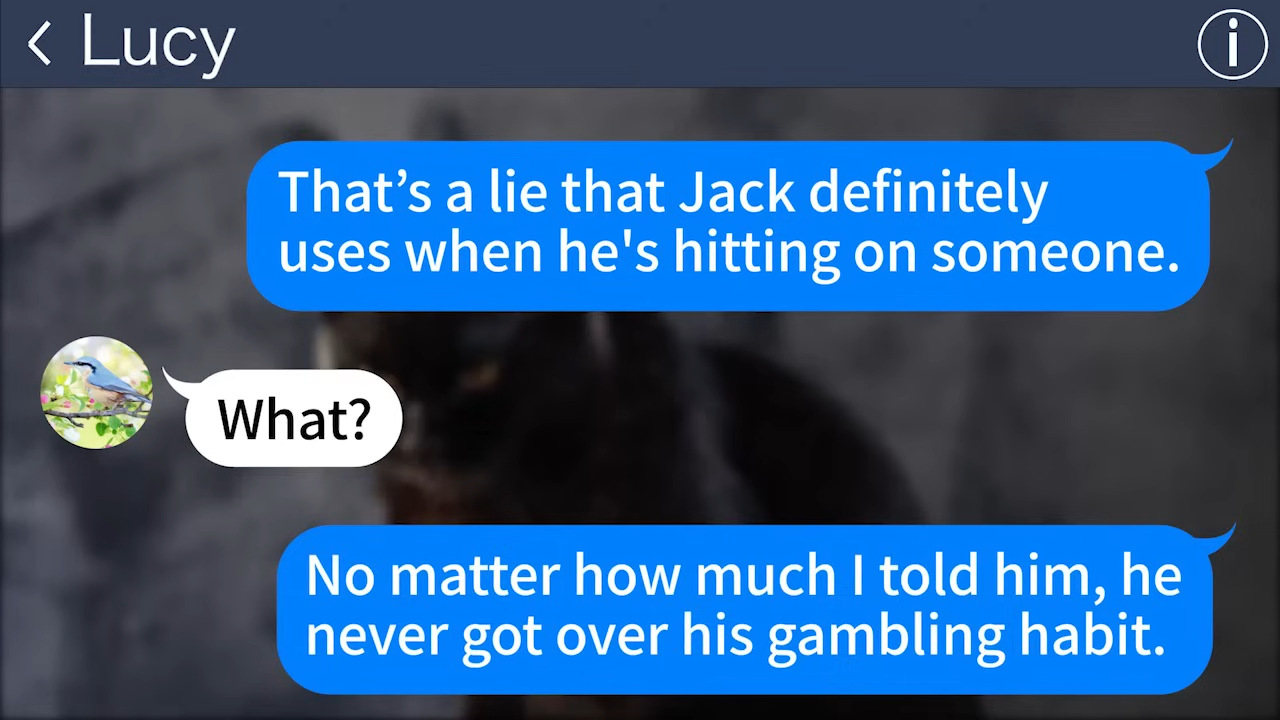 Lucy
That’s a lie that Jack definitely
uses when he's hitting on someone.
What?
No matter how much I told him, he
never got over his gambling habit.